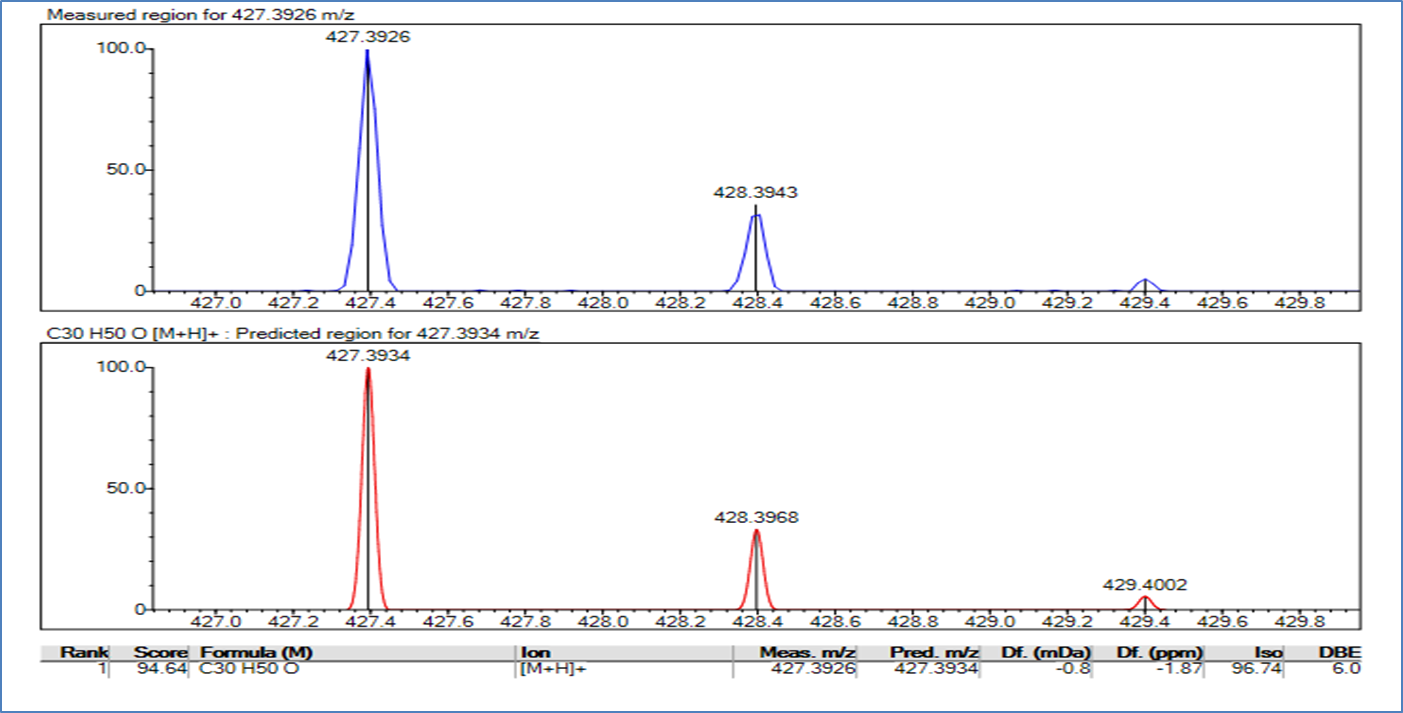 Measured region for 427.3926 m/z
427.3926
100.0
428.3943
50.0
0
427.0 427.2 427.4 427.6 427.8 428.0 428.2 428.4 428.6 428.8 429.0 429.2 429.4 429.6 429.8
C30 H50 O [M+H]+ : Predicted region for 427.3934 m/z
427.3934
100.0
50.0
428.3968
429.4002
0
427.0 427.2 427.4 427.6 427.8 428.0 428.2 428.4 428.6 428.8 429.0 429.2 429.4 429.6 429.8
Rank Score Formula (M) Ion Meas. m/z Pred. m/z Df. (mDa) Df. (ppm) Iso DBE
1 94.64 C30 H50 O [M+H]+ 427.3926 427.3934 -0.8 -1.87 96.74 6.0